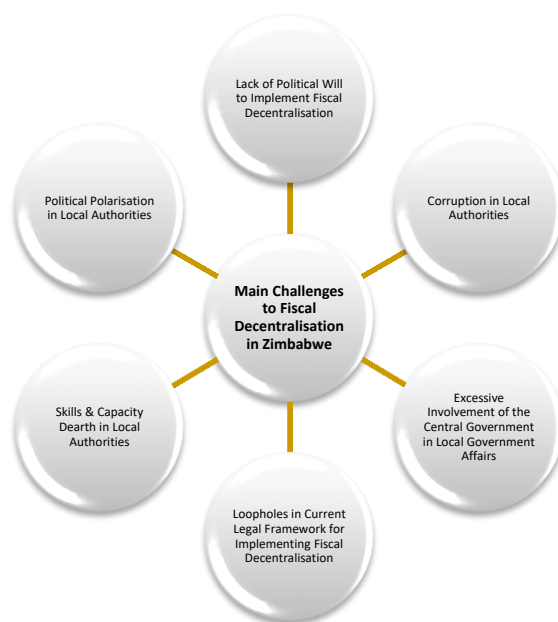 Lack of Political Will
to Implement Fiscal
Decentralisation
Political Polarisation
in Local Authorities
Corruption in Local
Authorities
Main Challenges
to Fiscal
Decentralisation
in Zimbabwe
Skills & Capacity
Dearth in Local
Authorities
Excessive
Involvement of the
Central Government
in Local Government
Affairs
Loopholes in Current
Legal Framework for
Implementing Fiscal
Decentralisation